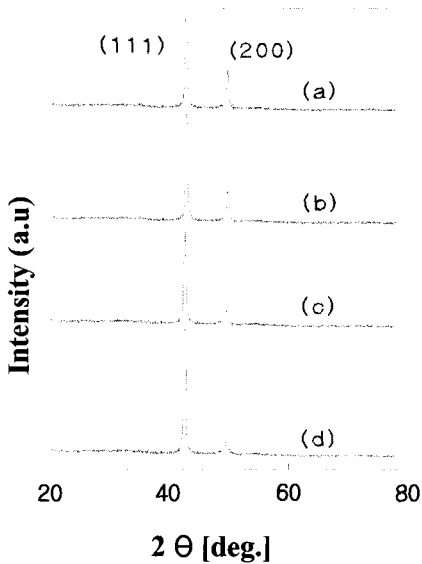 (111)
(200)
(a)
(b)
(c)
(d)
Intensity (a.u)
20 40 60 80
2 Θ [deg.]